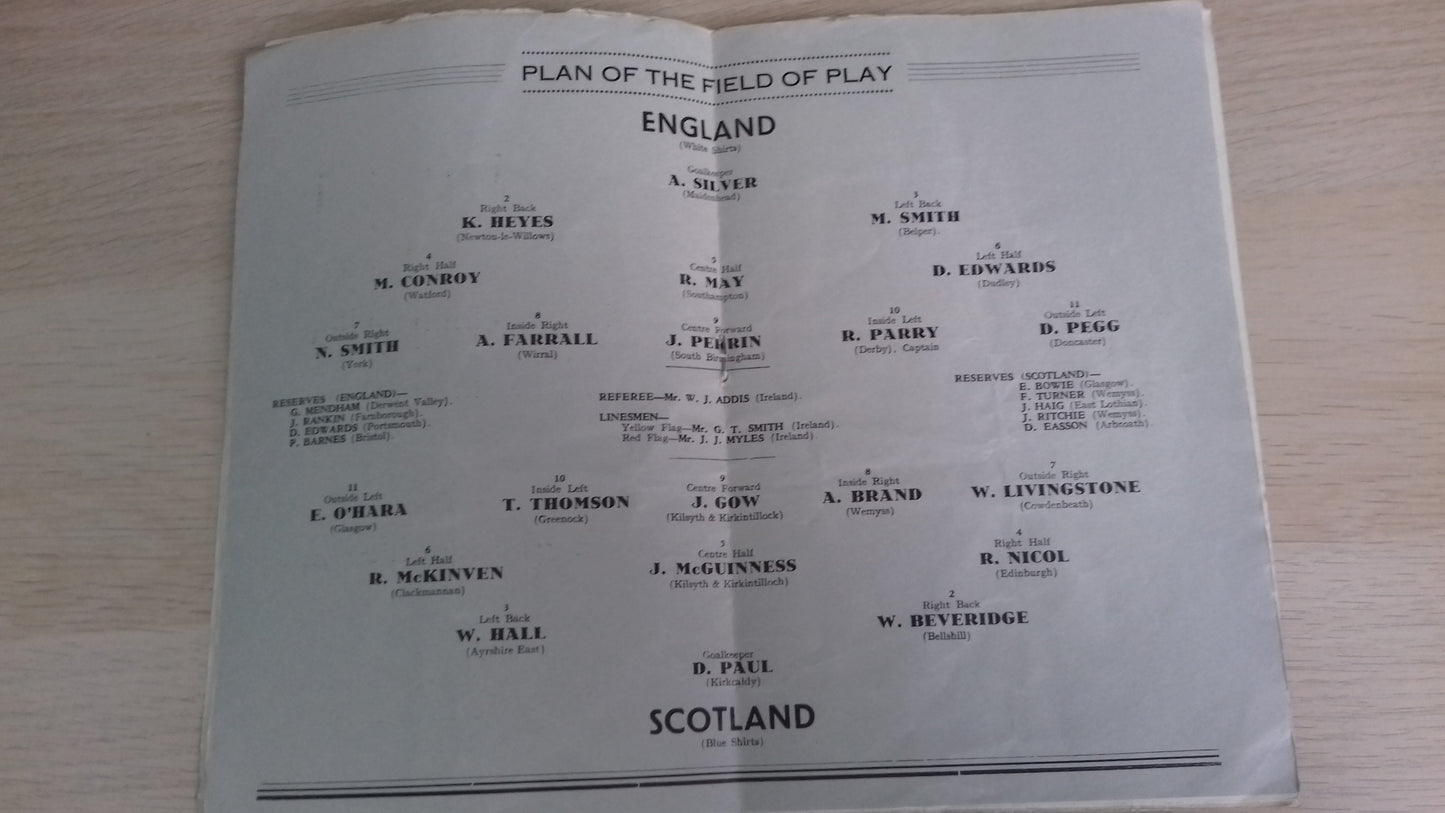 PLAN OF THE FIELD OF PLAY
ENGLAND
(White Shirts)
Goalkeeper
A. SILVER
(Maidenhead)
2
Right Back
K. HEYES
(Newton-le-Willows)
3
Left Back
M. SMITH
(Belper).
4
Right Half
M. CONROY
(Watford)
5
Centre Half
R. MAY
(Southampton)
6
Left Half
D. EDWARDS
(Dudley)
7
Outside Right
N. SMITH
(York)
8
Inside Right
A. FARRALL
(Wirral)
9
Centre Forward
J. PERRIN
(South Birmingham)
10
Inside Left
R. PARRY
(Derby), Captain
11
Outside Left
D. PEGG
(Doncaster)
RESERVES (ENGLAND)—
G. MENDHAM (Derwent Valley).
J. RANKIN (Farnborough).
D. EDWARDS (Portsmouth).
P. BARNES (Bristol).
REFEREE—Mr. W. J. ADDIS (Ireland).
LINESMEN—
Yellow Flag—Mr. G. T. SMITH (Ireland).
Red Flag—Mr. J. J. MYLES (Ireland)
RESERVES (SCOTLAND)—
E. BOWIE (Glasgow).
F. TURNER (Wemyss).
J. HAIG (East Lothian).
J. RITCHIE (Wemyss).
D. EASSON (Arbroath).
11
Outside Left
E. O'HARA
(Glasgow)
10
Inside Left
T. THOMSON
(Greenock)
9
Centre Forward
J. GOW
(Kilsyth & Kirkintillock)
8
Inside Right
A. BRAND
(Wemyss)
7
Outside Right
W. LIVINGSTONE
(Cowdenbeath)
6
Left Half
R. McKINVEN
(Clackmannan)
5
Centre Half
J. McGUINNESS
(Kilsyth & Kirkintilloch)
4
Right Half
R. NICOL
(Edinburgh)
3
Left Back
W. HALL
(Ayrshire East)
2
Right Back
W. BEVERIDGE
(Bellshill)
Goalkeeper
D. PAUL
(Kirkcaldy)
SCOTLAND
(Blue Shirts)